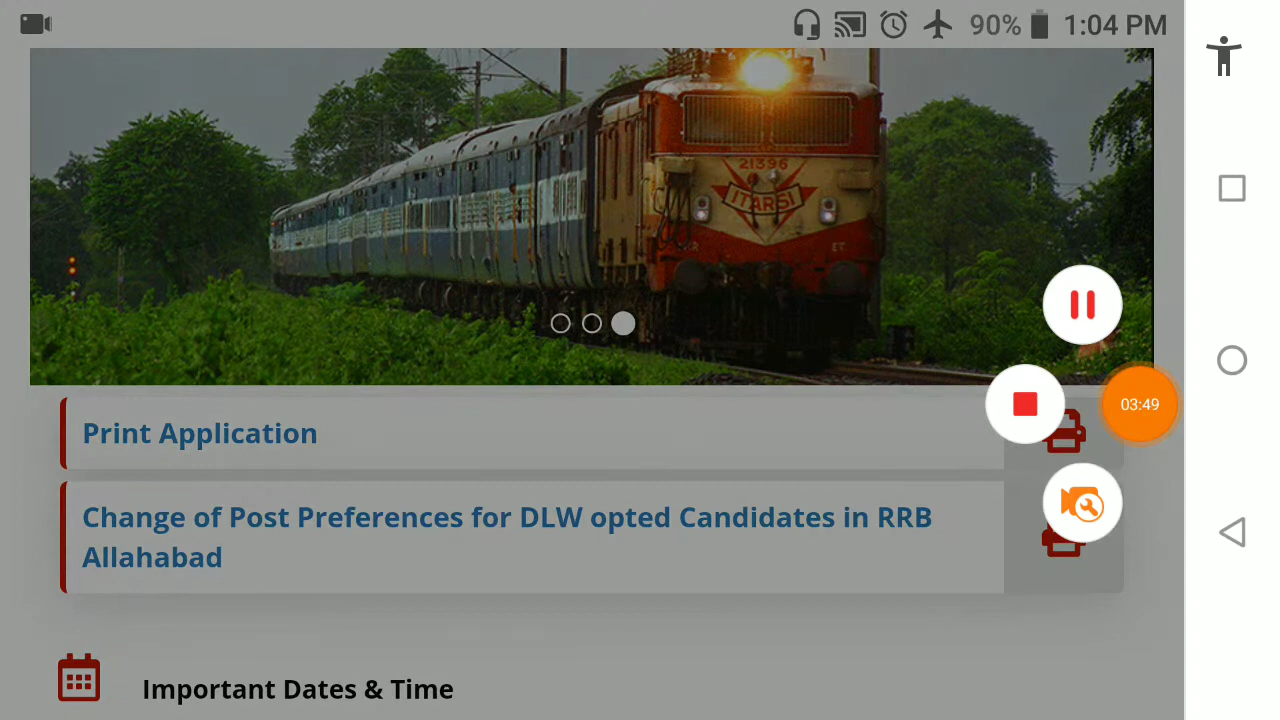 90% 1:04 PM
21396
ITARSI
ET
03:49
Print Application
Change of Post Preferences for DLW opted Candidates in RRB
Allahabad
Important Dates & Time